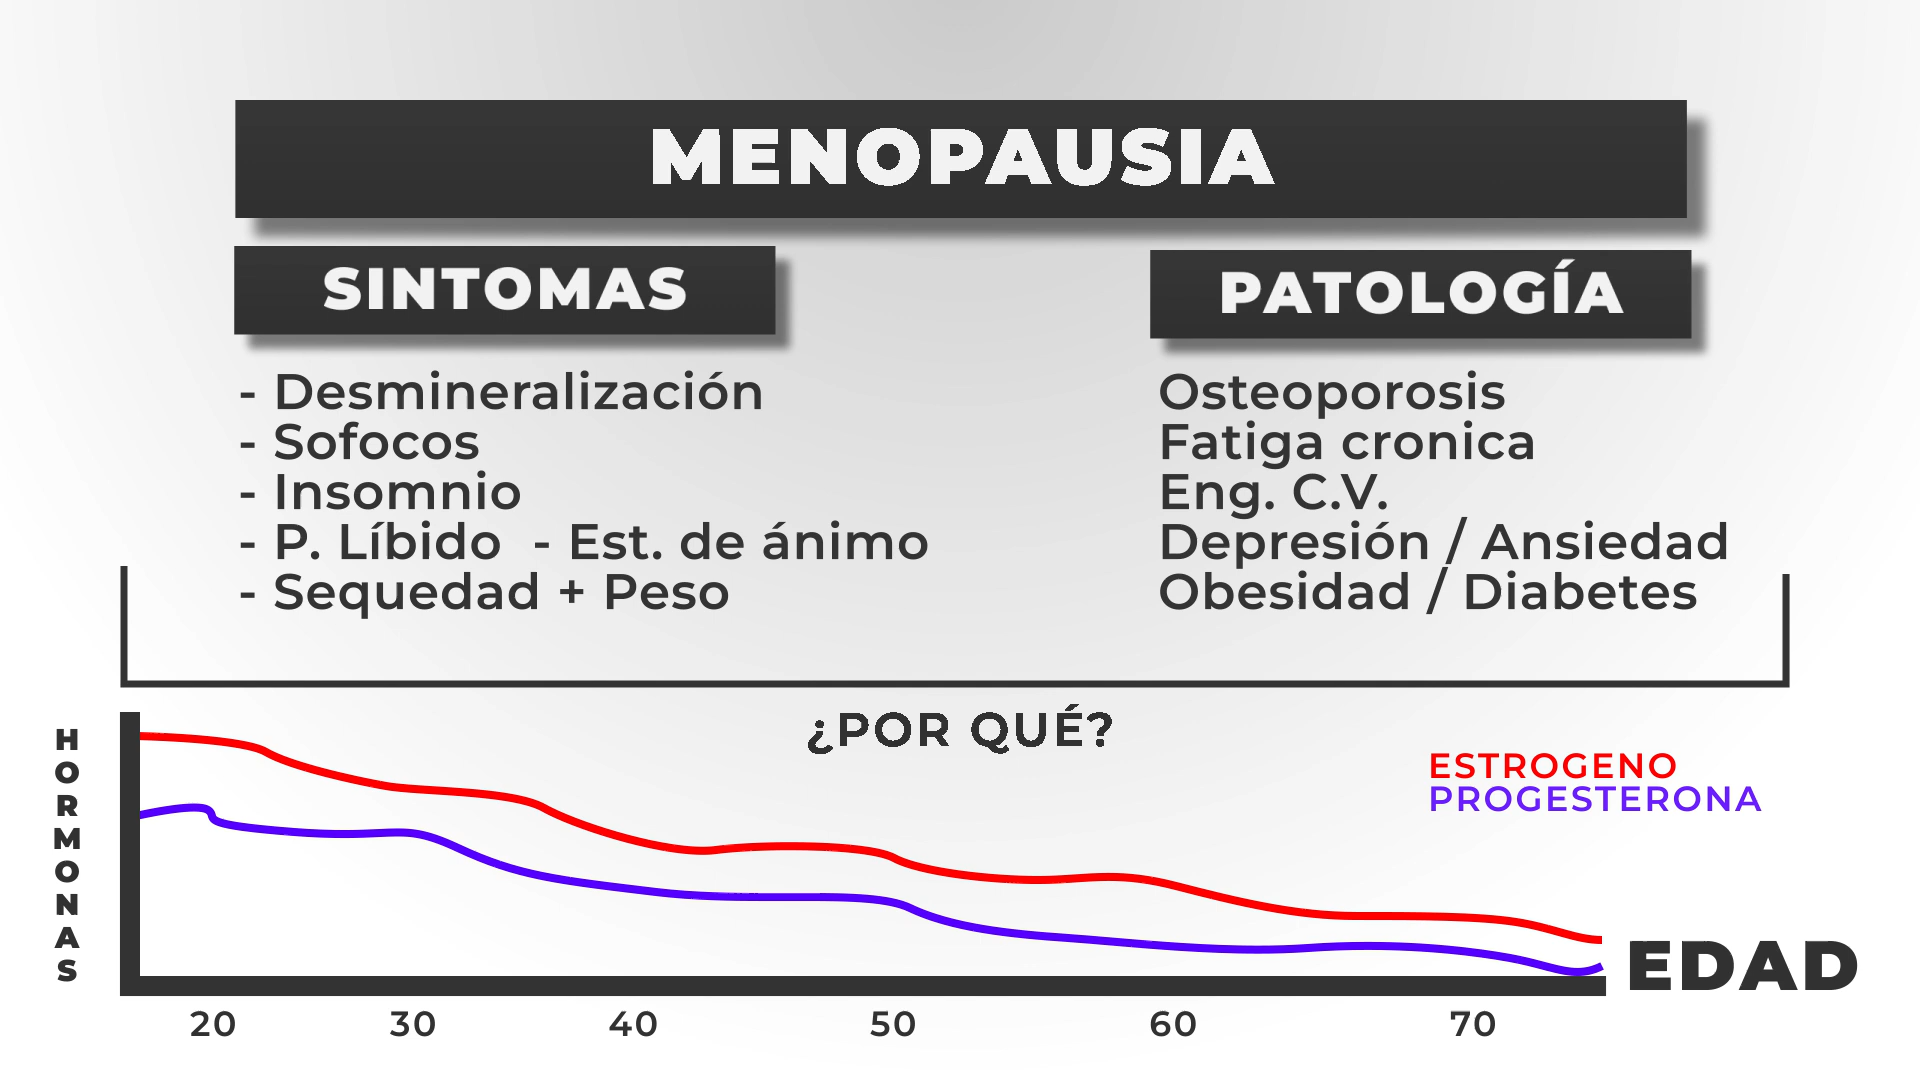 MENOPAUSIA
SINTOMAS
- Desmineralización
- Sofocos
- Insomnio
- P. Líbido - Est. de ánimo
- Sequedad + Peso
PATOLOGÍA
Osteoporosis
Fatiga cronica
Eng. C.V.
Depresión / Ansiedad
Obesidad / Diabetes
¿POR QUÉ?
HORMONAS
ESTROGENO
PROGESTERONA
EDAD
20 30 40 50 60 70